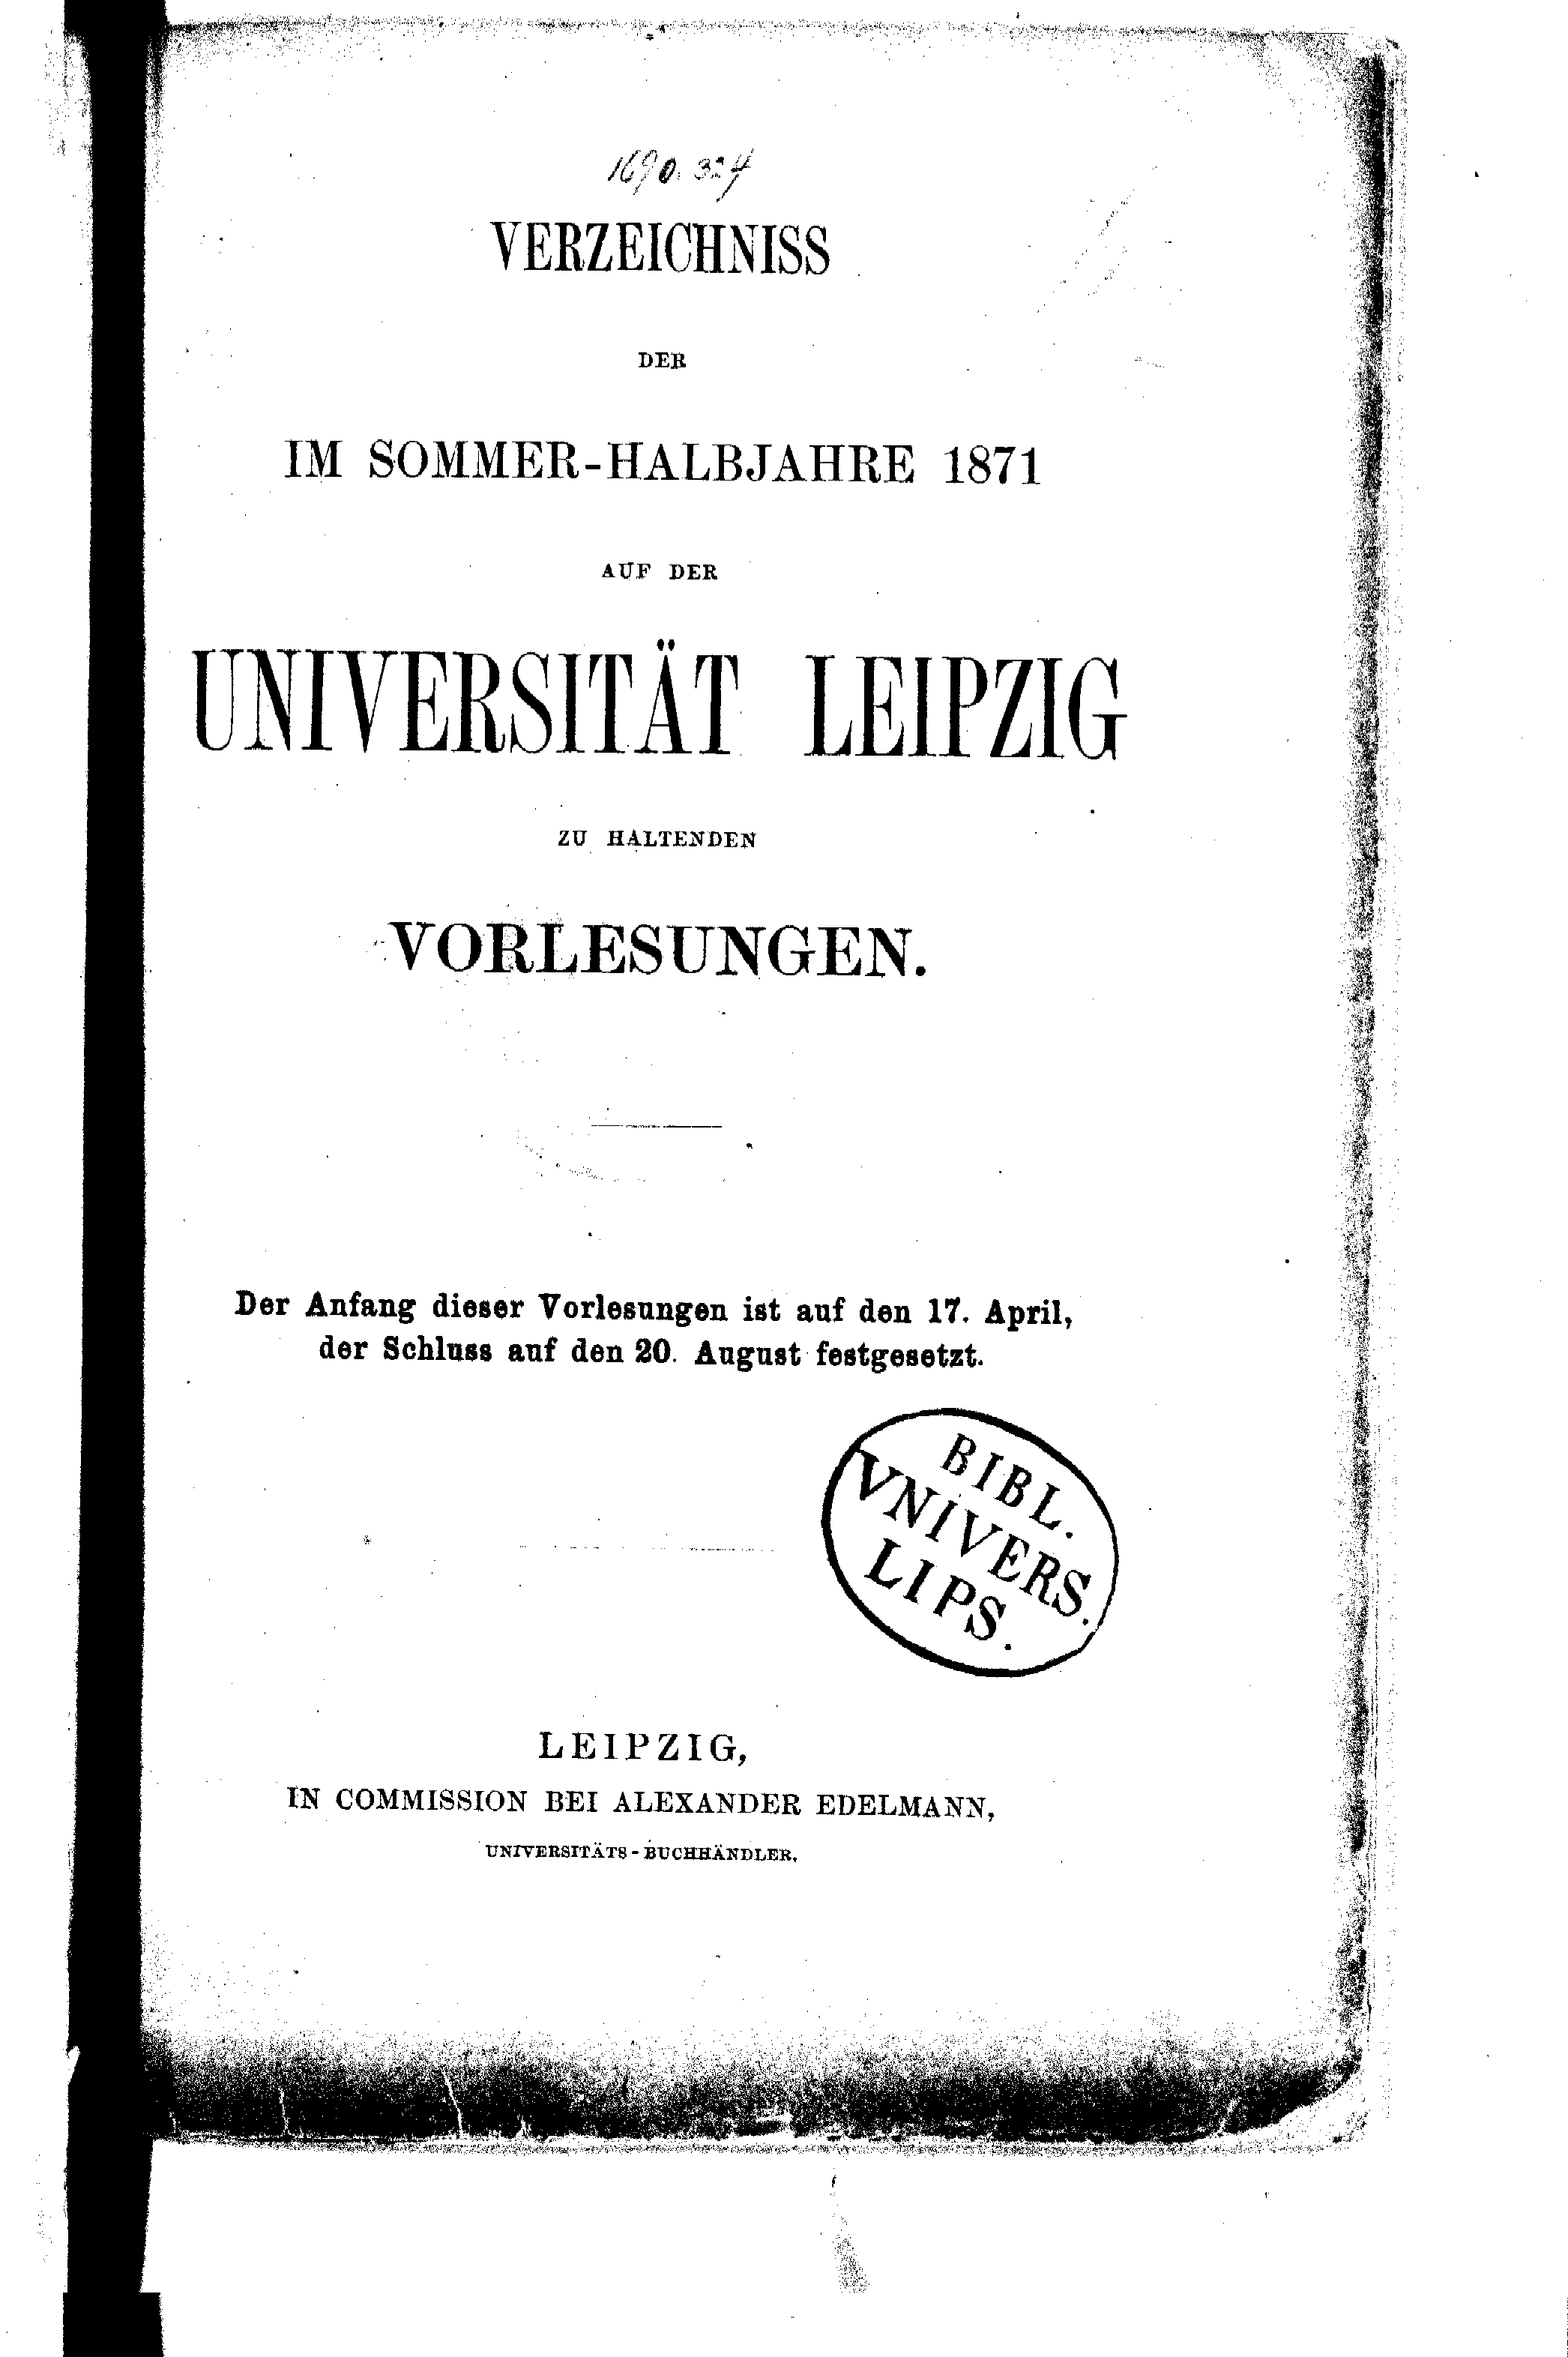 1690. 324
VERZEICHNISS
DER
IM SOMMER-HALBJAHRE 1871
AUF DER
UNIVERSITÄT LEIPZIG
ZU HALTENDEN
VORLESUNGEN.
Der Anfang dieser Vorlesungen ist auf den 17. April,
der Schluss auf den 20. August festgesetzt.
BIBL.
VNIVERS.
LIPS.
LEIPZIG,
IN COMMISSION BEI ALEXANDER EDELMANN,
UNIVERSITÄTS-BUCHHÄNDLER.